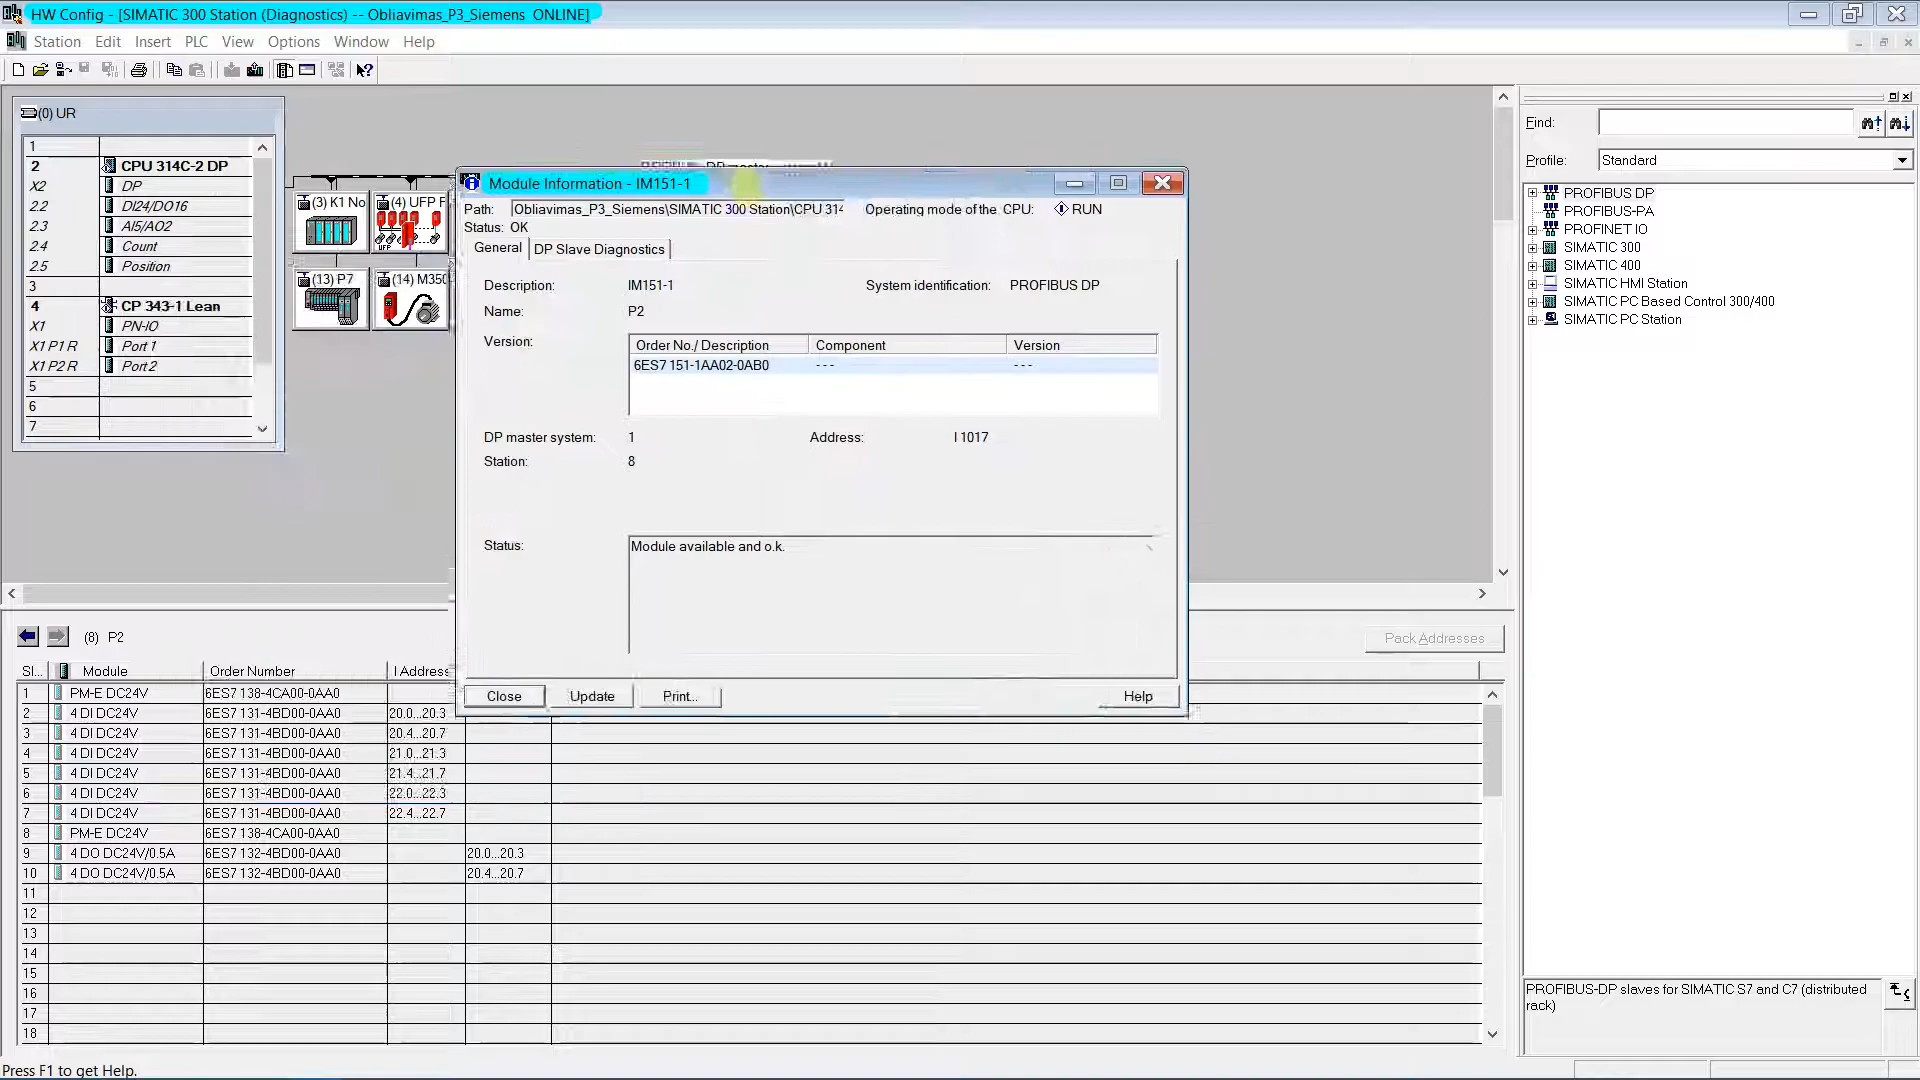 HW Config - [SIMATIC 300 Station (Diagnostics) -- Obliavimas_P3_Siemens  ONLINE]
Station Edit Insert PLC View Options Window Help
(0) UR
1
2 CPU 314C-2 DP
X2 DP
2.2 DI24/DO16
2.3 AI5/AO2
2.4 Count
2.5 Position
3
4 CP 343-1 Lean
X1 PN-IO
X1 P1 R Port 1
X1 P2 R Port 2
5
6
7
(3) K1 No
(4) UFP F
(13) P7
(14) M350
Module Information - IM151-1
Path: Obliavimas_P3_Siemens\SIMATIC 300 Station\CPU 314 Operating mode of the CPU: RUN
Status: OK
General DP Slave Diagnostics
Description: IM151-1 System identification: PROFIBUS DP
Name: P2
Version:
Order No./ Description Component Version
6ES7 151-1AA02-0AB0 --- ---
DP master system: 1 Address: I 1017
Station: 8
Status: Module available and o.k.
Close Update Print.. Help
Find:
Profile: Standard
PROFIBUS DP
PROFIBUS-PA
PROFINET IO
SIMATIC 300
SIMATIC 400
SIMATIC HMI Station
SIMATIC PC Based Control 300/400
SIMATIC PC Station
PROFIBUS-DP slaves for SIMATIC S7 and C7 (distributed
rack)
(8) P2
Pack Addresses
Sl... Module Order Number I Address
1 PM-E DC24V 6ES7 138-4CA00-0AA0
2 4 DI DC24V 6ES7 131-4BD00-0AA0 20.0...20.3
3 4 DI DC24V 6ES7 131-4BD00-0AA0 20.4...20.7
4 4 DI DC24V 6ES7 131-4BD00-0AA0 21.0...21.3
5 4 DI DC24V 6ES7 131-4BD00-0AA0 21.4...21.7
6 4 DI DC24V 6ES7 131-4BD00-0AA0 22.0...22.3
7 4 DI DC24V 6ES7 131-4BD00-0AA0 22.4...22.7
8 PM-E DC24V 6ES7 138-4CA00-0AA0
9 4 DO DC24V/0.5A 6ES7 132-4BD00-0AA0 20.0...20.3
10 4 DO DC24V/0.5A 6ES7 132-4BD00-0AA0 20.4...20.7
11
12
13
14
15
16
17
18
Press F1 to get Help.